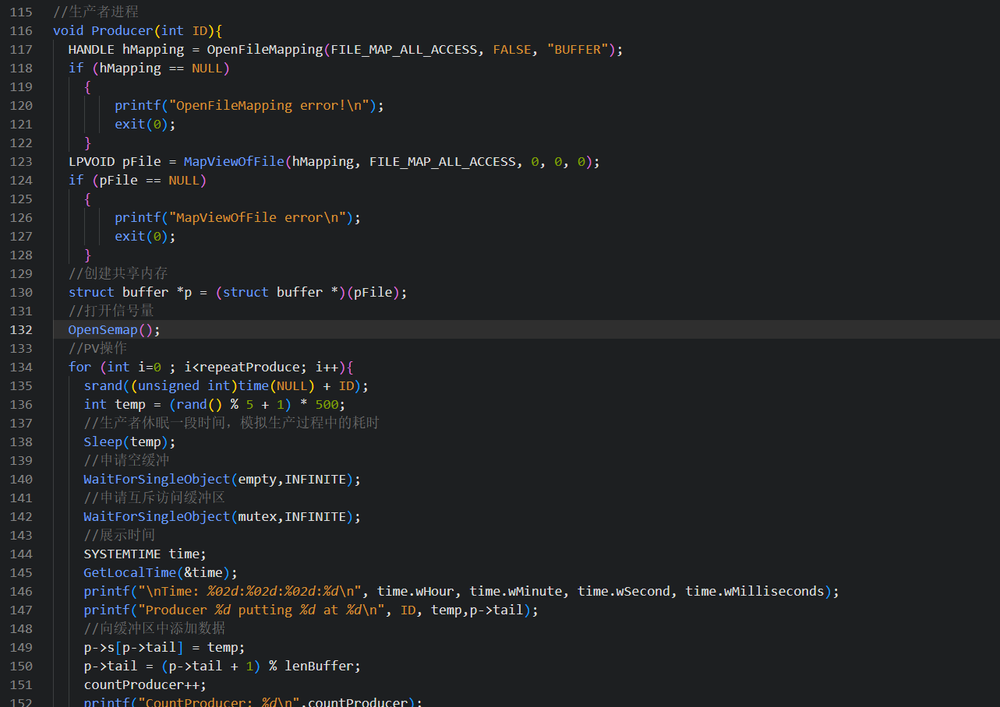 115 //生产者进程
116 void Producer(int ID){
117 HANDLE hMapping = OpenFileMapping(FILE_MAP_ALL_ACCESS, FALSE, "BUFFER");
118 if (hMapping == NULL)
119 {
120 printf("OpenFileMapping error!\n");
121 exit(0);
122 }
123 LPVOID pFile = MapViewOfFile(hMapping, FILE_MAP_ALL_ACCESS, 0, 0, 0);
124 if (pFile == NULL)
125 {
126 printf("MapViewOfFile error\n");
127 exit(0);
128 }
129 //创建共享内存
130 struct buffer *p = (struct buffer *)(pFile);
131 //打开信号量
132 OpenSemap();
133 //PV操作
134 for (int i=0 ; i<repeatProduce; i++){
135 srand((unsigned int)time(NULL) + ID);
136 int temp = (rand() % 5 + 1) * 500;
137 //生产者休眠一段时间，模拟生产过程中的耗时
138 Sleep(temp);
139 //申请空缓冲
140 WaitForSingleObject(empty,INFINITE);
141 //申请互斥访问缓冲区
142 WaitForSingleObject(mutex,INFINITE);
143 //展示时间
144 SYSTEMTIME time;
145 GetLocalTime(&time);
146 printf("\nTime: %02d:%02d:%02d:%d\n", time.wHour, time.wMinute, time.wSecond, time.wMilliseconds);
147 printf("Producer %d putting %d at %d\n", ID, temp,p->tail);
148 //向缓冲区中添加数据
149 p->s[p->tail] = temp;
150 p->tail = (p->tail + 1) % lenBuffer;
151 countProducer++;
152 printf("CountProducer: %d\n",countProducer);